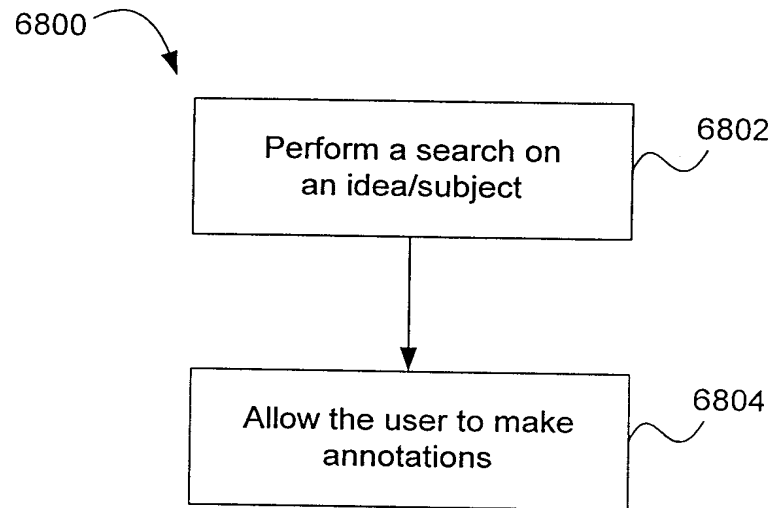 6800
Perform a search on
an idea/subject
6802
Allow the user to make
annotations
6804